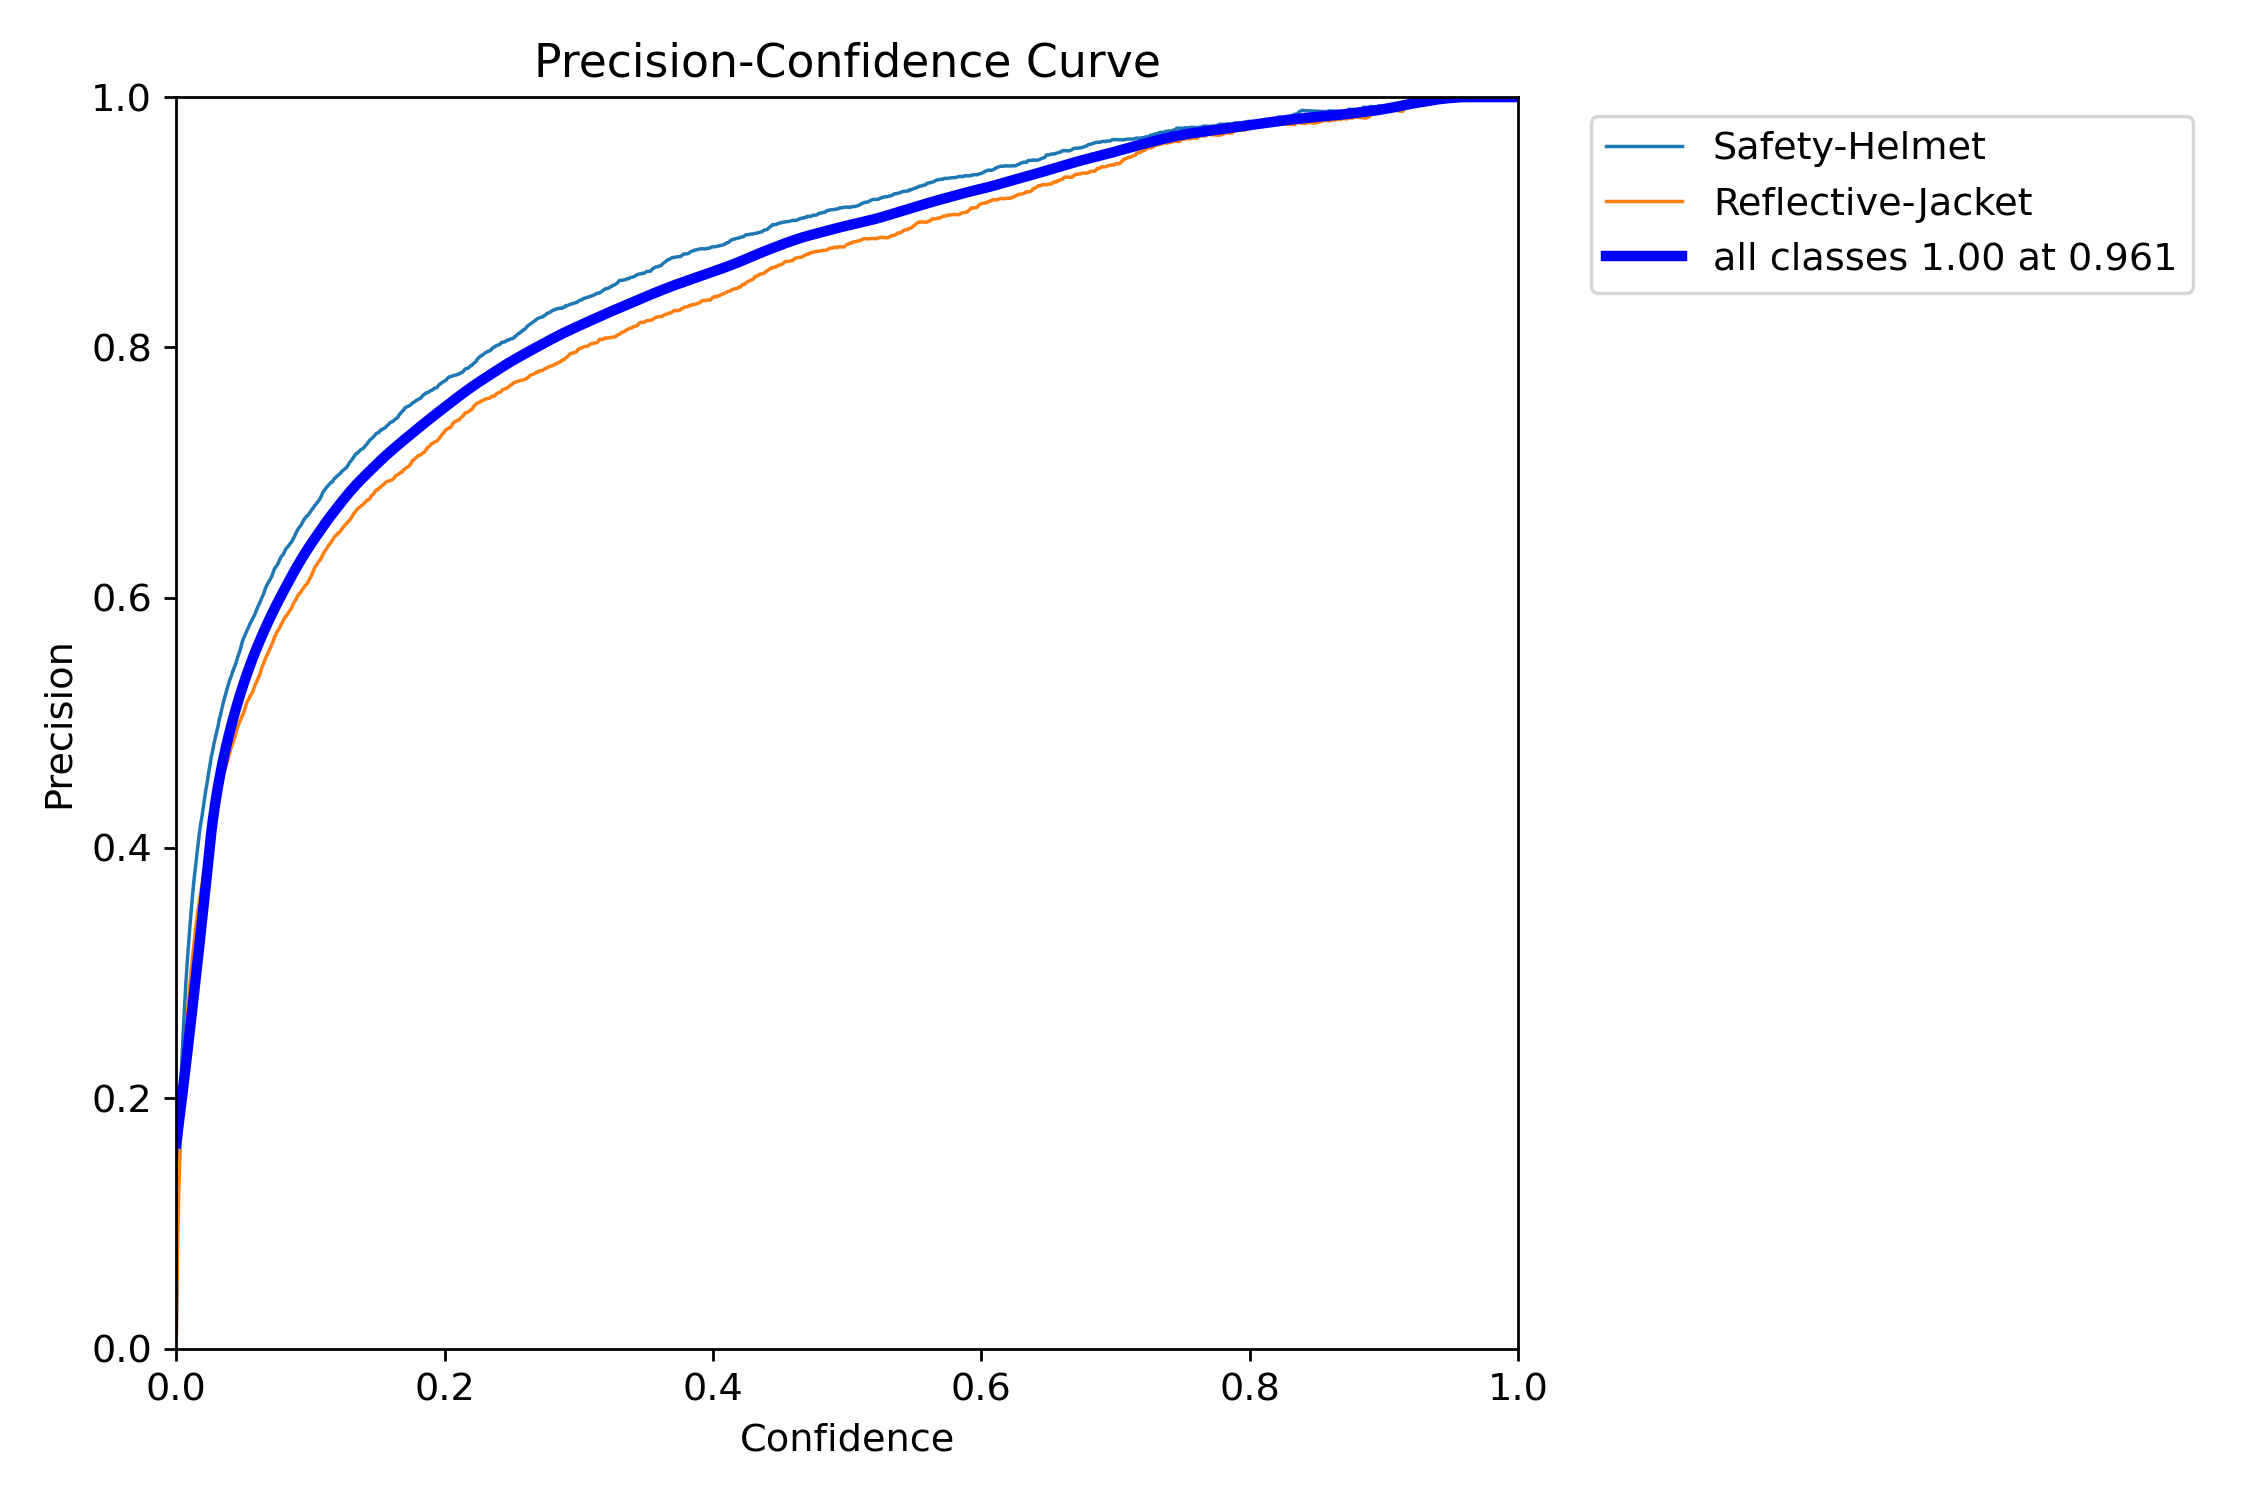 Precision-Confidence Curve
1.0
0.8
0.6
0.4
0.2
0.0
Precision
0.0 0.2 0.4 0.6 0.8 1.0
Confidence
Safety-Helmet
Reflective-Jacket
all classes 1.00 at 0.961